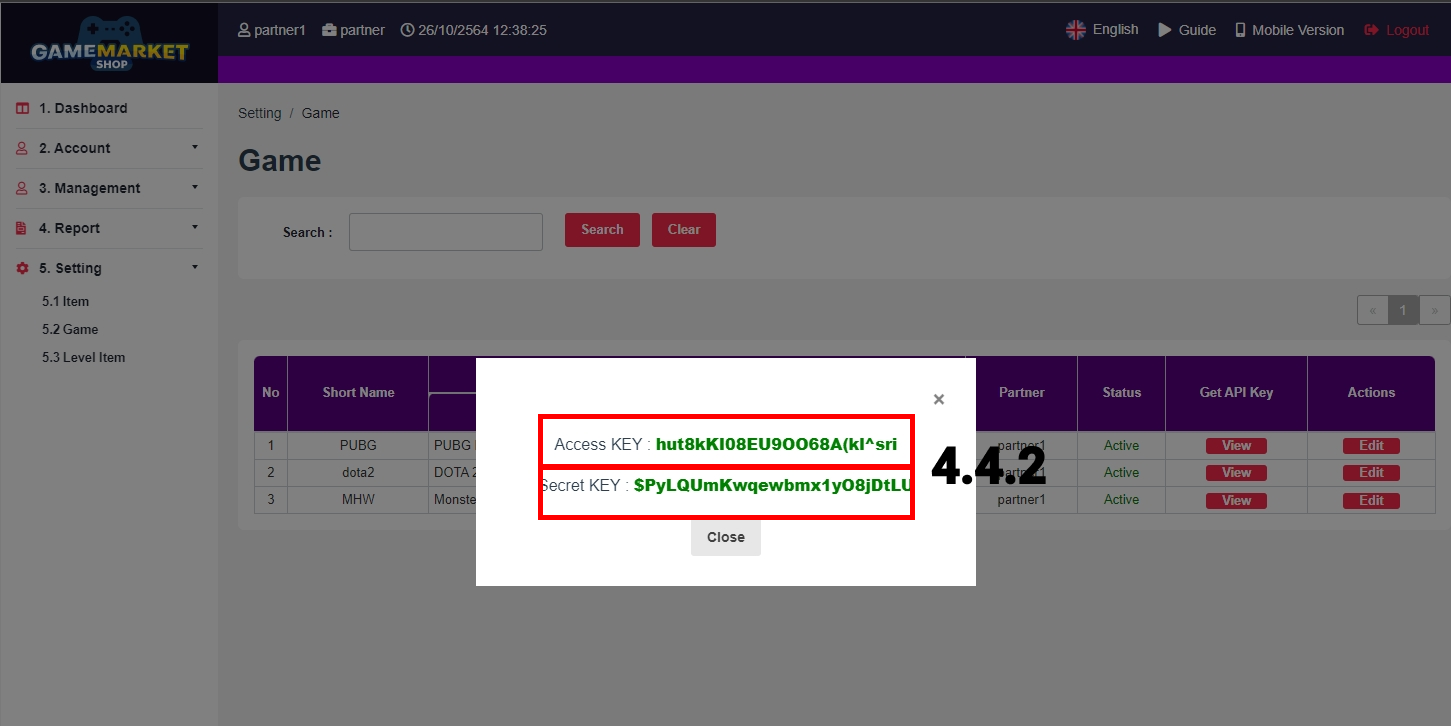 GAMEMARKET
SHOP
partner1 partner 26/10/2564 12:38:25
English Guide Mobile Version Logout
1. Dashboard
2. Account
3. Management
4. Report
5. Setting
5.1 Item
5.2 Game
5.3 Level Item
Setting / Game
Game
Search : Search Clear
« 1 »
No Short Name Partner Status Get API Key Actions
1 PUBG PUBG partner1 Active View Edit
2 dota2 DOTA 2 partner1 Active View Edit
3 MHW Monste partner1 Active View Edit
×
Access KEY : hut8kKI08EU9OO68A(kI^sri
Secret KEY : $PyLQUmKwqewbmx1yO8jDtLU
Close
4.4.2